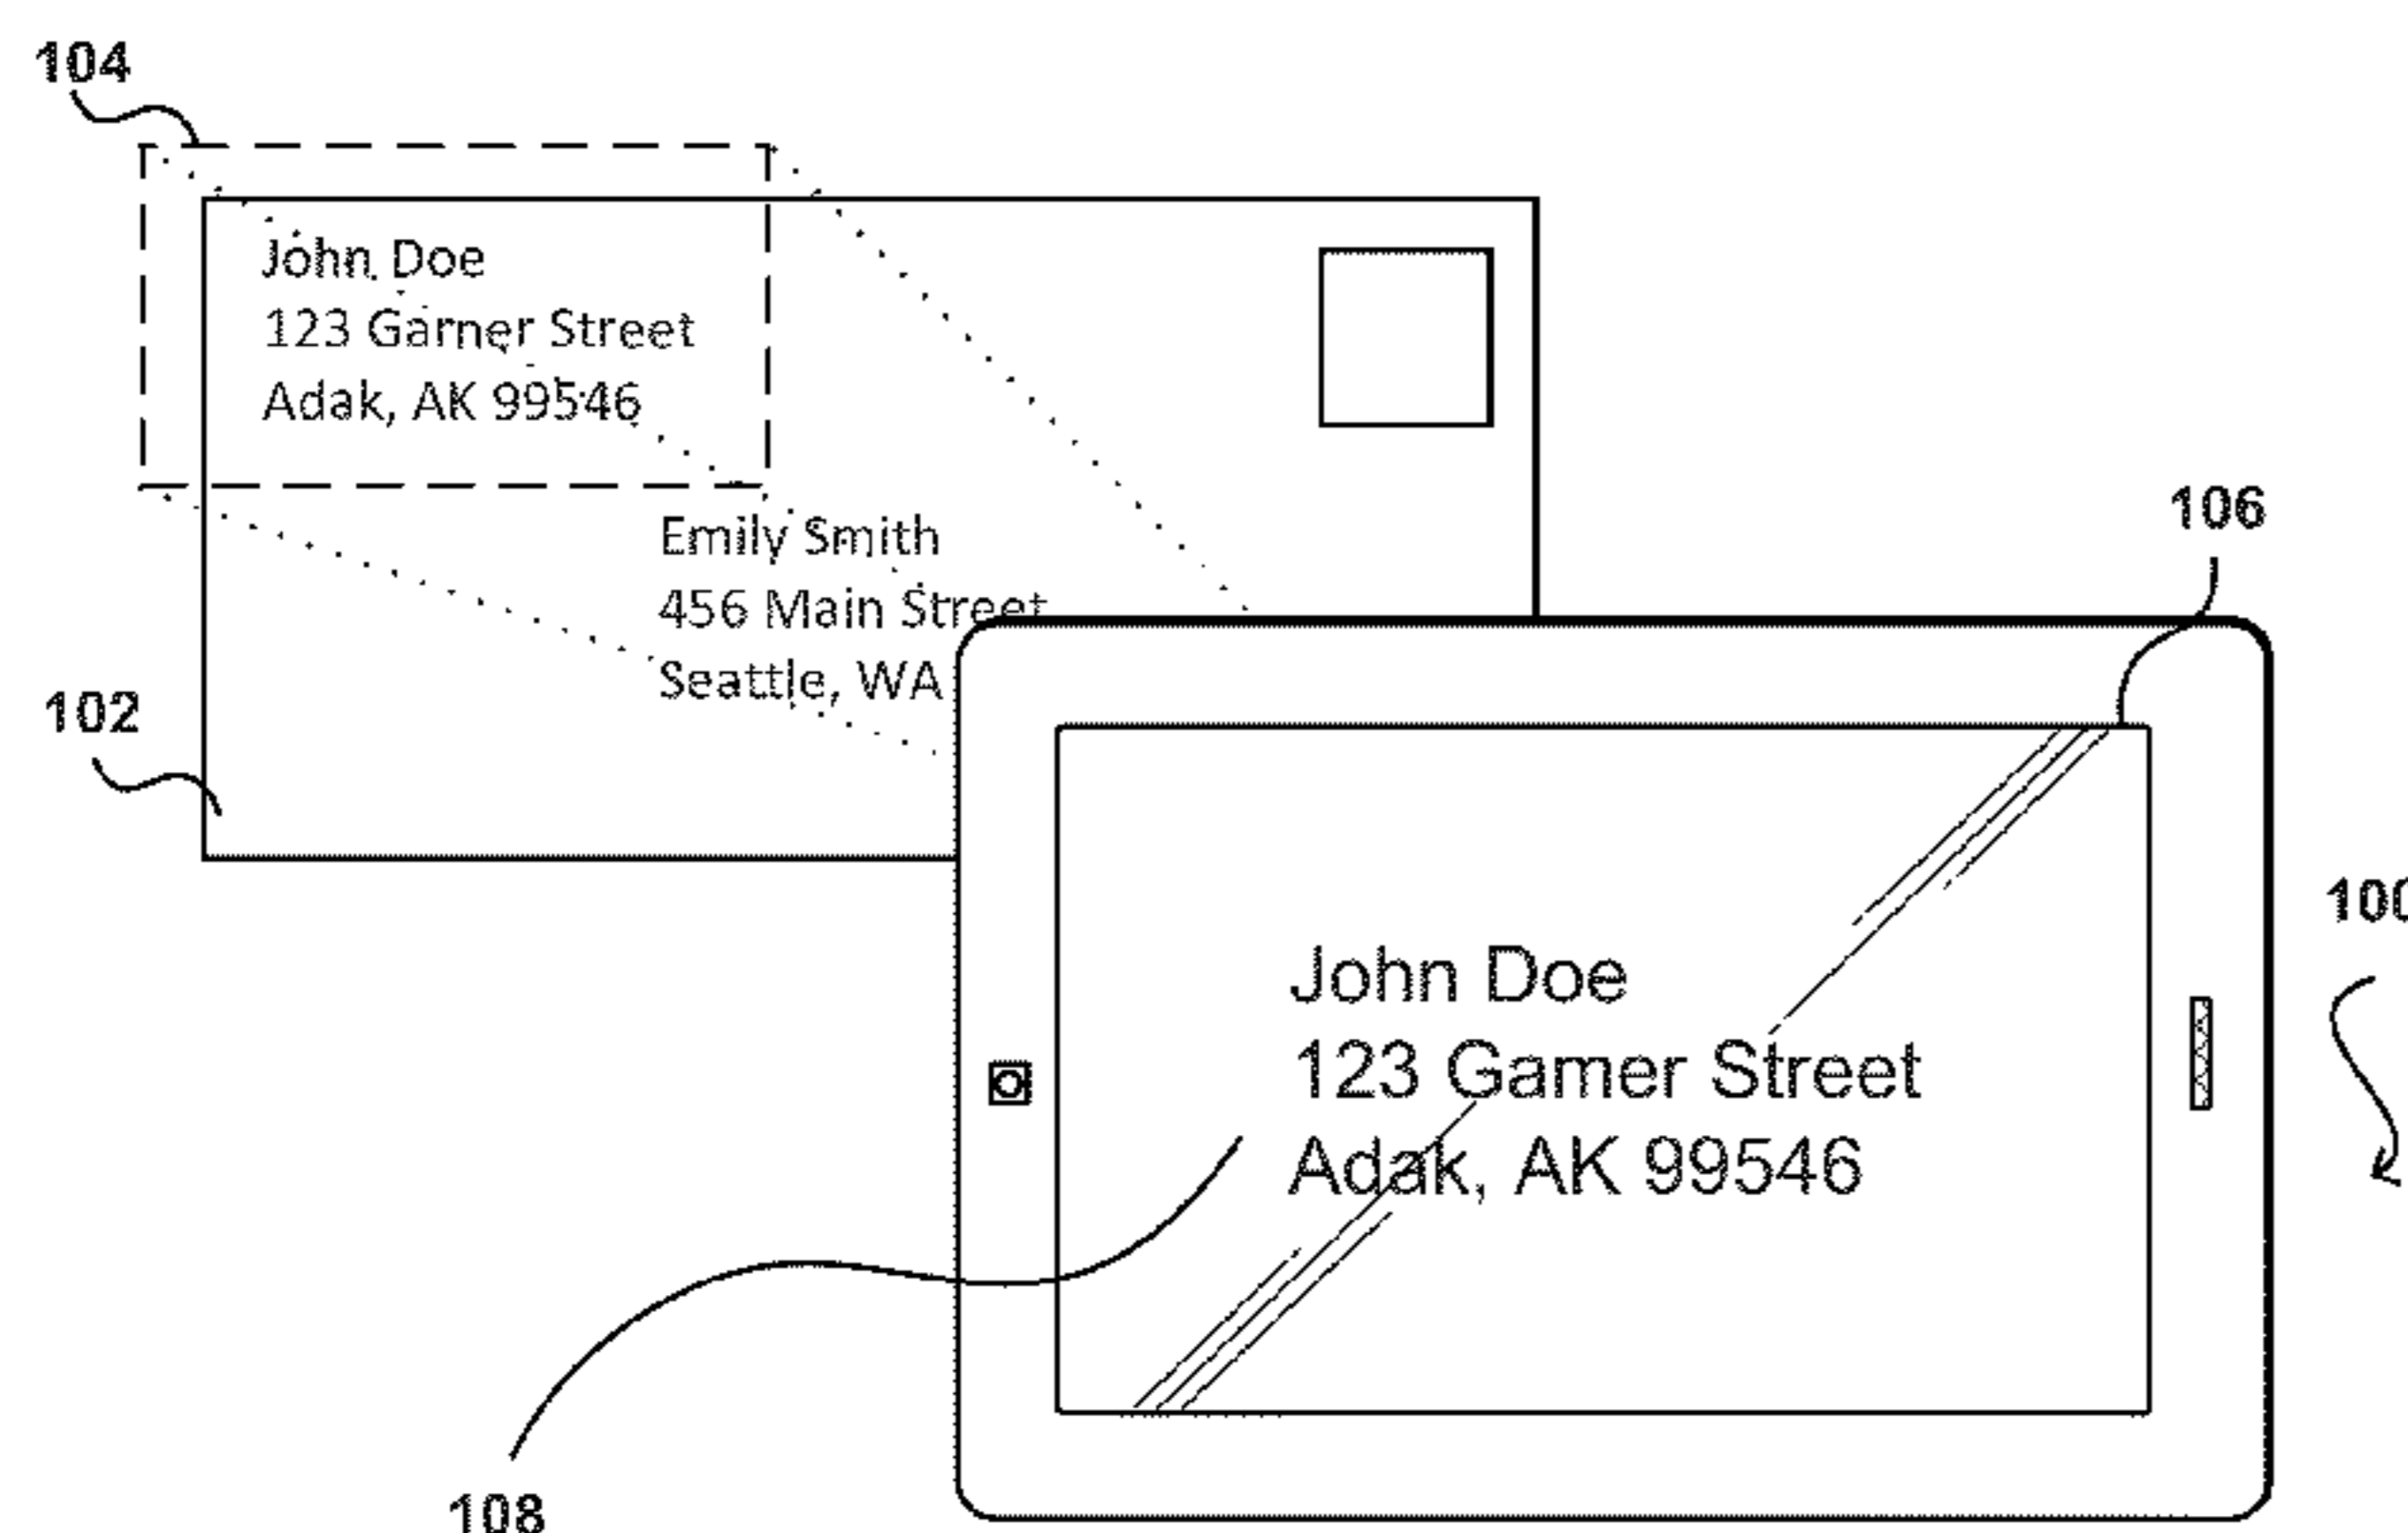 104
John Doe
123 Garner Street
Adak, AK 99546
Emily Smith
456 Main Street
Seattle, WA
102
106
100
John Doe
123 Gamer Street
Adak, AK 99546
108